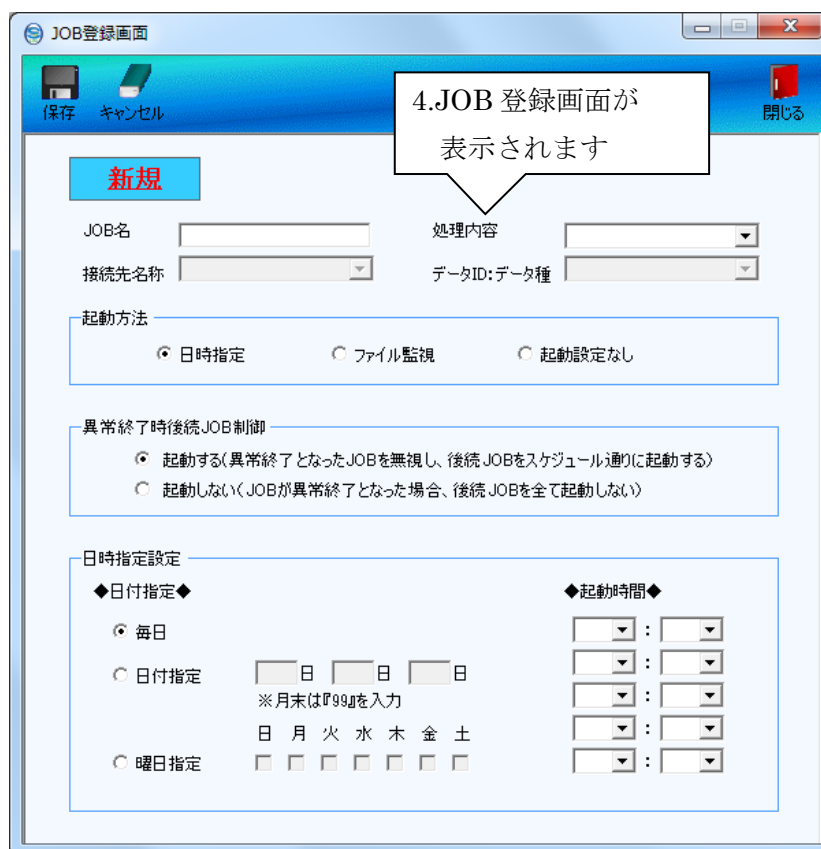 JOB登録画面
保存 キャンセル 閉じる
4.JOB 登録画面が
表示されます
新規
JOB名 処理内容
接続先名称 データID:データ種
起動方法
日時指定 ファイル監視 起動設定なし
異常終了時後続JOB制御
起動する(異常終了となったJOBを無視し、後続JOBをスケジュール通りに起動する)
起動しない(JOBが異常終了となった場合、後続JOBを全て起動しない)
日時指定設定
◆日付指定◆ ◆起動時間◆
毎日 :
日付指定 日 日 日 :
※月末は『99』を入力 :
日 月 火 水 木 金 土 :
曜日指定 :